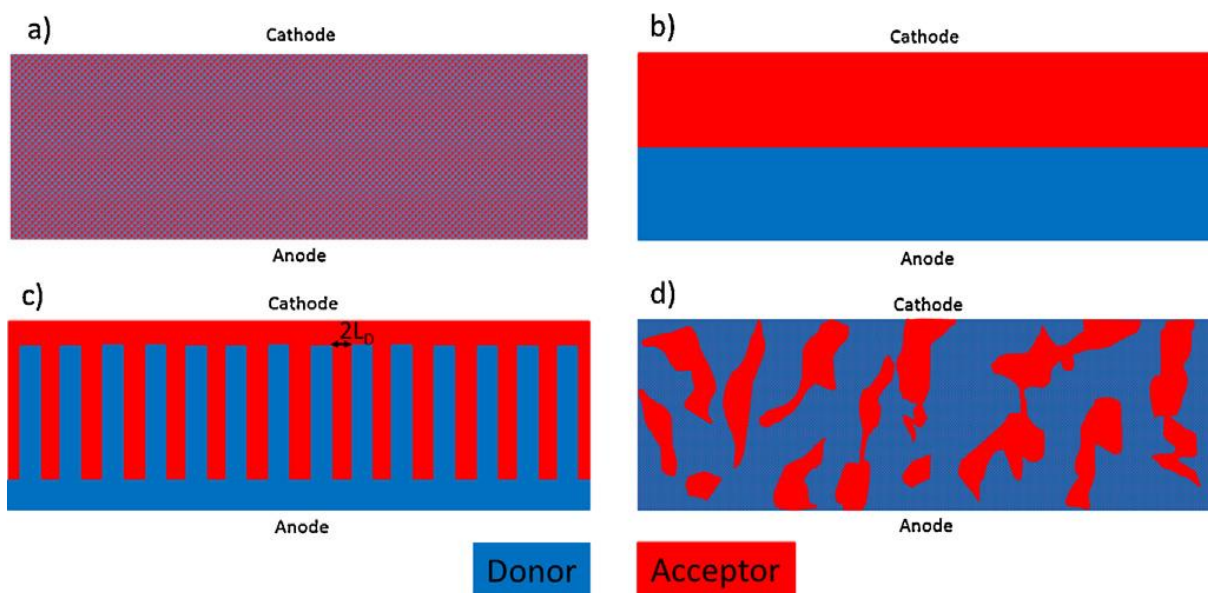 a)
Cathode
Anode
b)
Cathode
Anode
c)
Cathode
2L_D
Anode
d)
Cathode
Anode
Donor
Acceptor